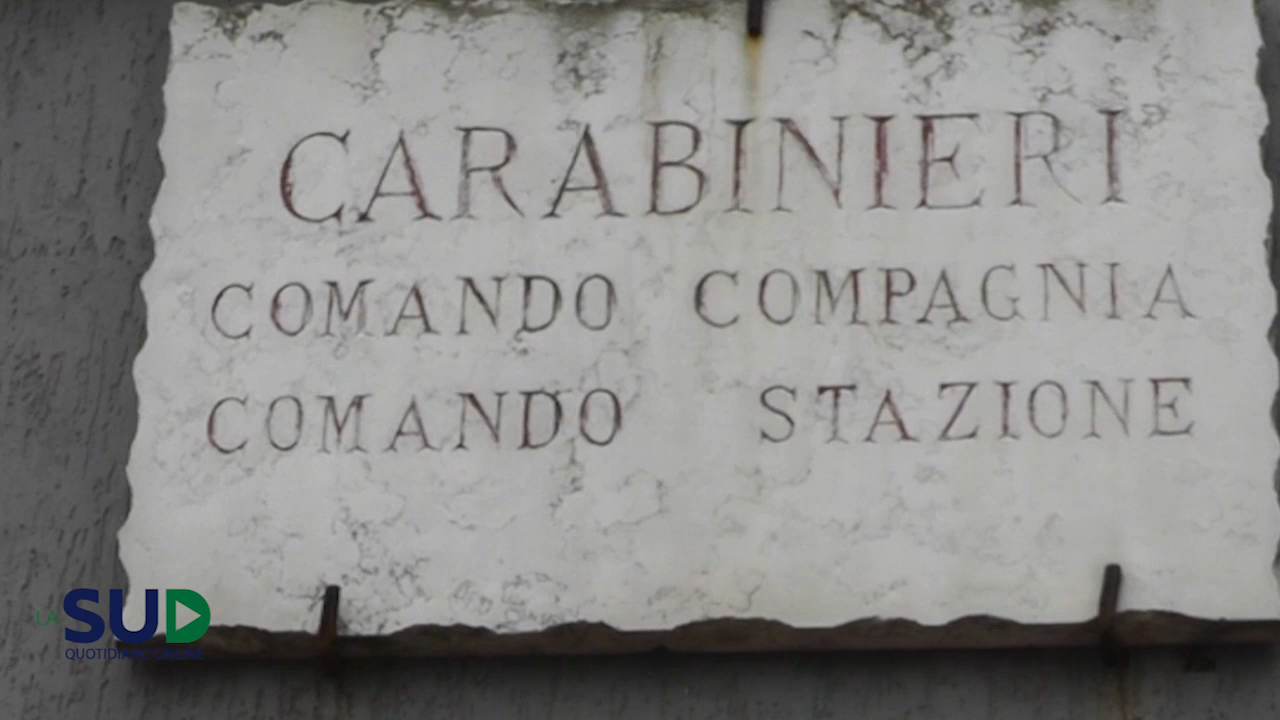 CARABINIERI
COMANDO COMPAGNIA
COMANDO STAZIONE
LA SUD
QUOTIDIANO ONLINE